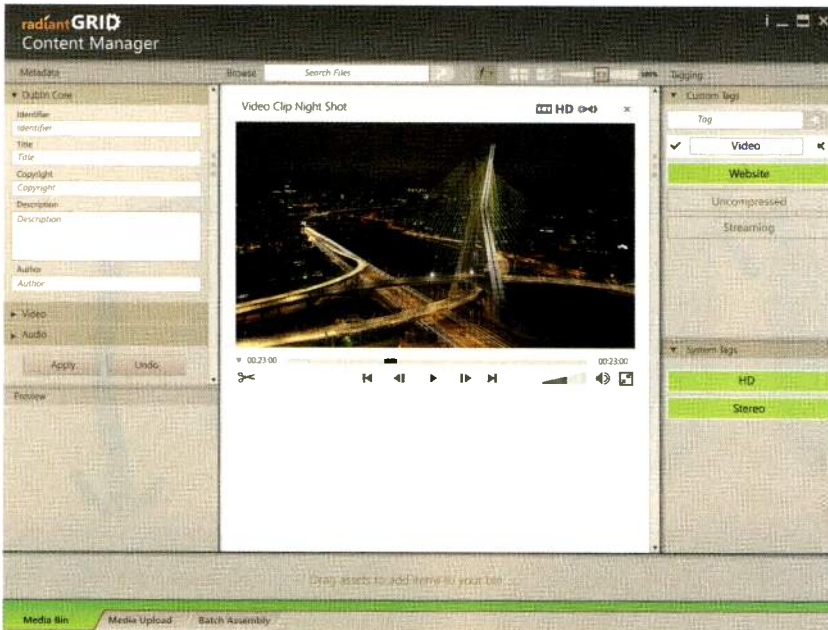 radiantGRID
Content Manager
Metadata
Browse
Search Files
100%
Tagging
Dublin Core
Identifier
Identifier
Title
Title
Copyright
Copyright
Description
Description
Author
Author
Video
Audio
Apply
Undo
Preview
Video Clip Night Shot
HD
00:23:00
00:23:00
Custom Tags
Tag
Video
Website
Uncompressed
Streaming
System Tags
HD
Stereo
Drag assets to add items to your bin...
Media Bin
Media Upload
Batch Assembly